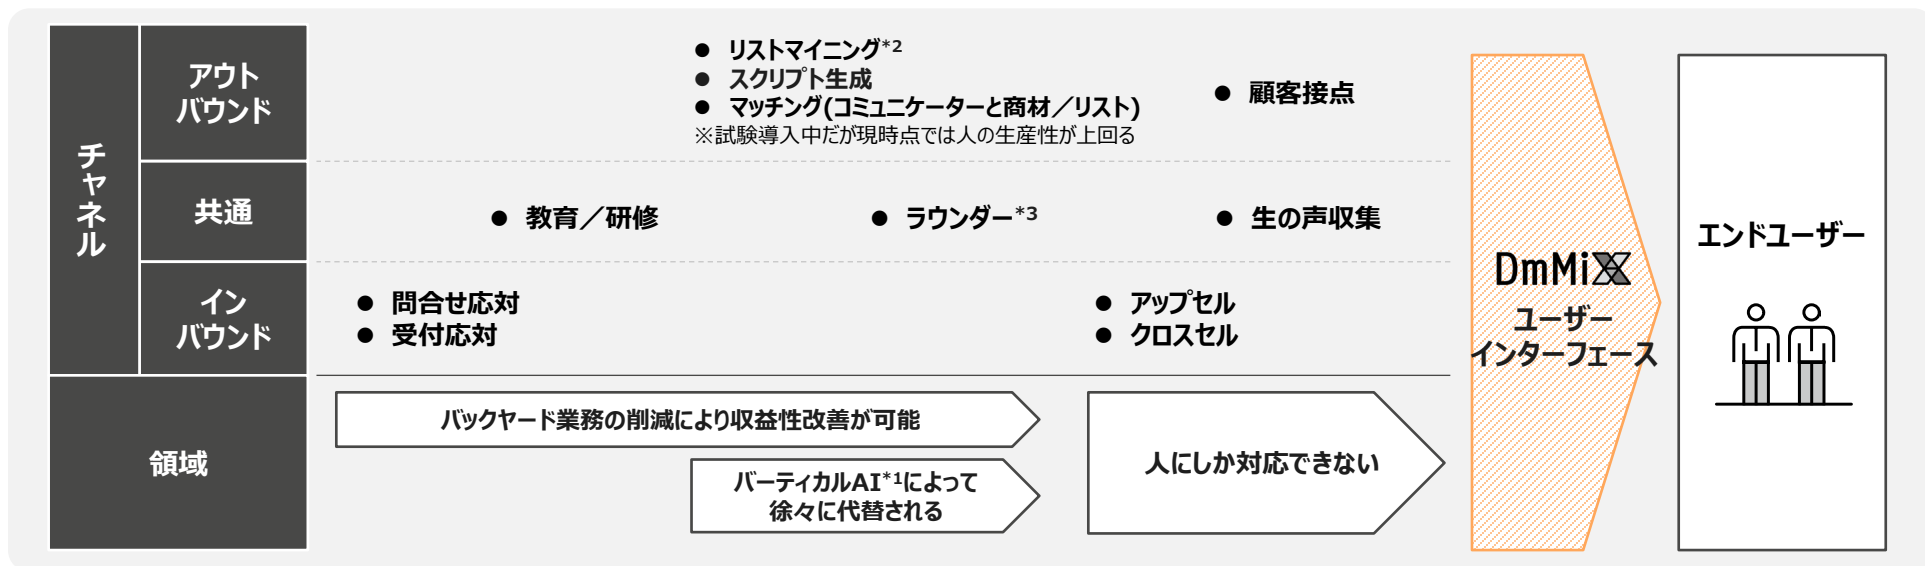 チャネル
アウト
バウンド
● リストマイニング*2
● スクリプト生成
● マッチング(コミュニケーターと商材／リスト)
※試験導入中だが現時点では人の生産性が上回る
● 顧客接点
共通
● 教育／研修
● ラウンダー*3
● 生の声収集
イン
バウンド
● 問合せ応対
● 受付応対
● アップセル
● クロスセル
領域
バックヤード業務の削減により収益性改善が可能
バーティカルAI*1によって
徐々に代替される
人にしか対応できない
DmMiX
ユーザー
インターフェース
エンドユーザー